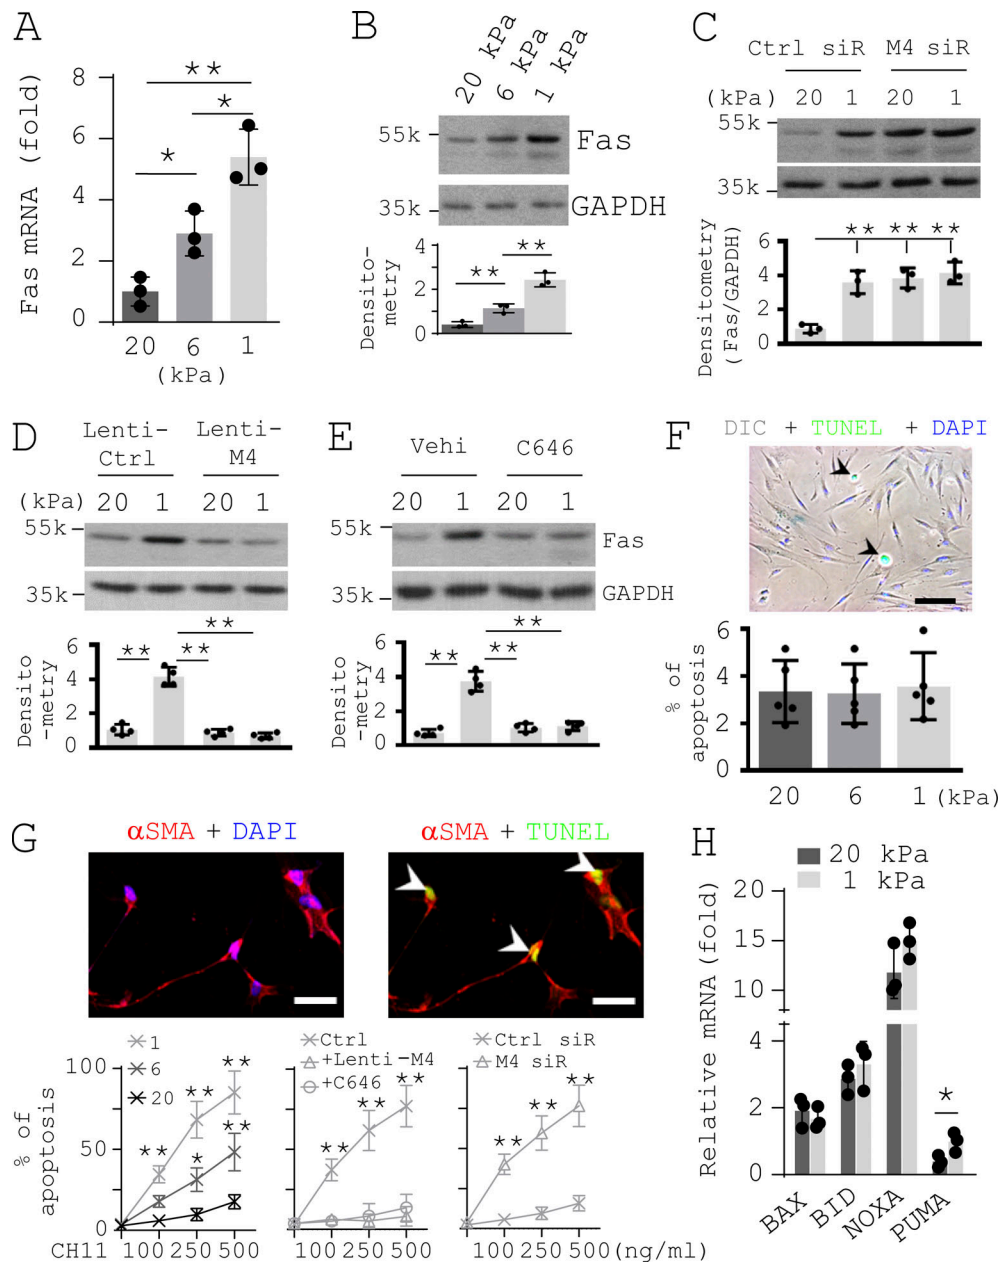 A
Fas mRNA (fold)
8
6
4
2
0
**
*
*
20 6 1
(kPa)
B
20 kPa
6 kPa
1 kPa
55k
Fas
35k
GAPDH
Densito-
metry
4
2
0
** **
C
Ctrl siR M4 siR
(kPa) 20 1 20 1
55k
35k
Densitometry
(Fas/GAPDH)
6
4
2
0
** ** **
D
Lenti-
Ctrl
Lenti-
M4
(kPa) 20 1 20 1
55k
35k
Densito
-metry
6
4
2
0
**
** **
E
Vehi C646
20 1 20 1
55k
Fas
35k
GAPDH
Densito
-metry
6
4
2
0
**
** **
F
DIC + TUNEL + DAPI
% of
apoptosis
6
4
2
0
20 6 1 (kPa)
G
αSMA + DAPI
αSMA + TUNEL
% of
apoptosis
100
50
0
1
6
20
** ** **
* **
CH11 100 250 500
Ctrl
+Lenti-M4
+C646
** ** **
100 250 500
Ctrl siR
M4 siR
** ** **
100 250 500 (ng/ml)
H
20 kPa
1 kPa
Relative mRNA (fold)
20
15
10
4
2
0
*
BAX
BID
NOXA
PUMA